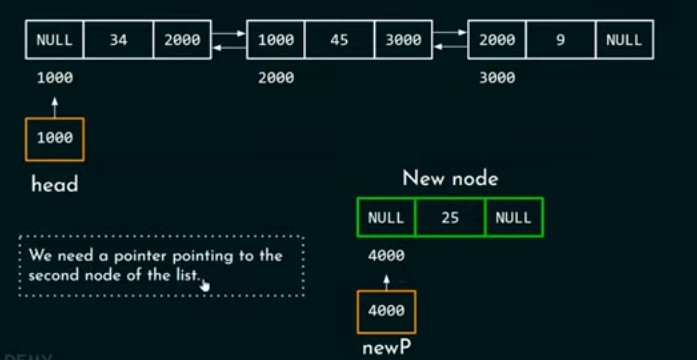 NULL 34 2000 1000 45 3000 2000 9 NULL
1000 2000 3000
1000
head
New node
NULL 25 NULL
We need a pointer pointing to the
second node of the list.
4000
4000
newP